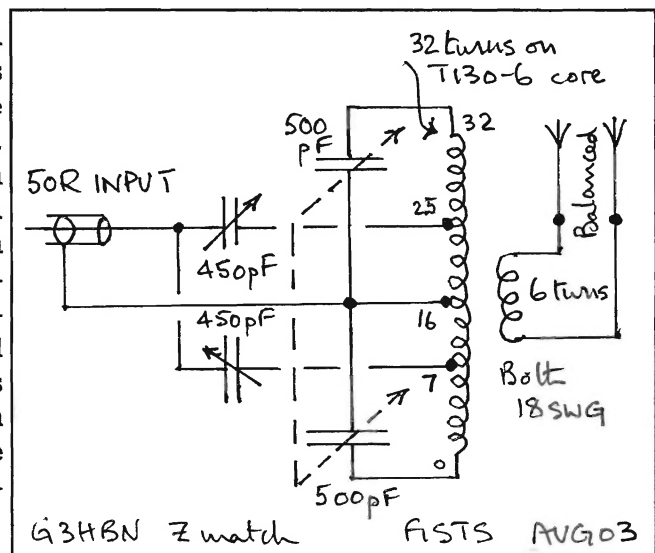 32 turns on
T130-6 core
500
pF
32
50R INPUT
25
450pF
Balanced
6 turns
450pF
16
7
Both
18SWG
0
500pF
G3HBN Z match FISTS AUG03